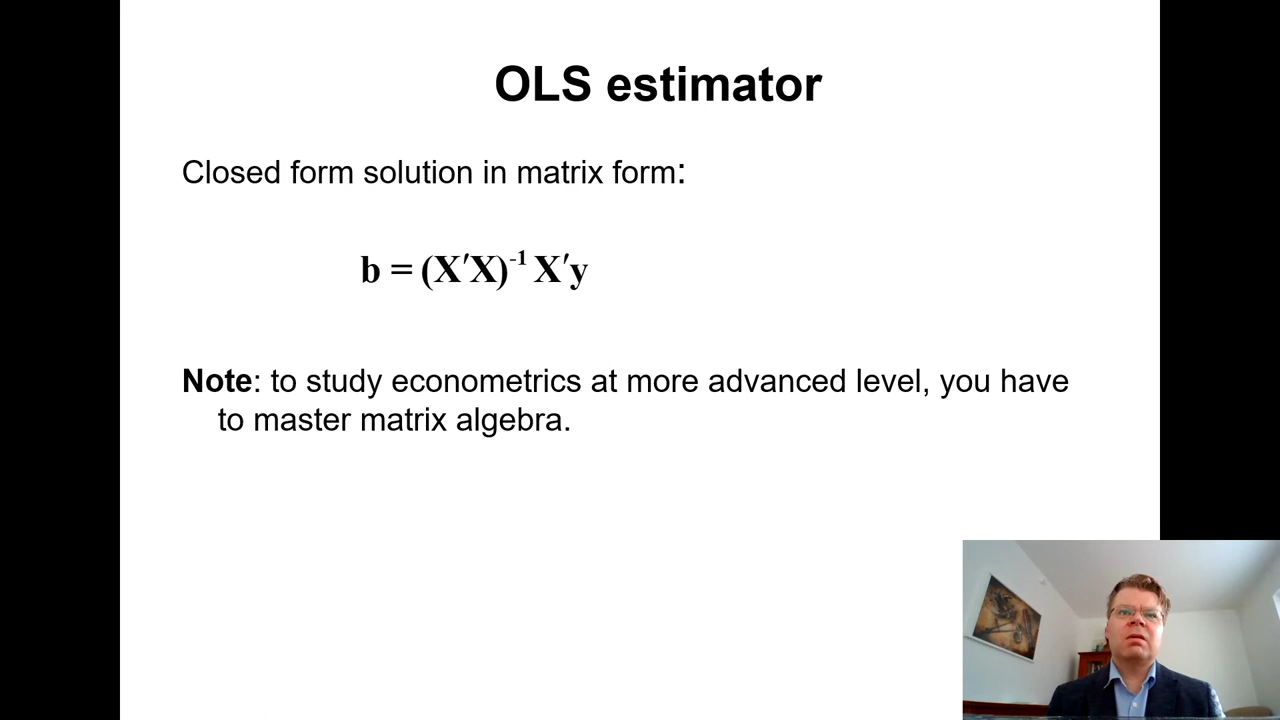 OLS estimator
Closed form solution in matrix form:
b = (X′X)⁻¹ X′y
Note: to study econometrics at more advanced level, you have
to master matrix algebra.